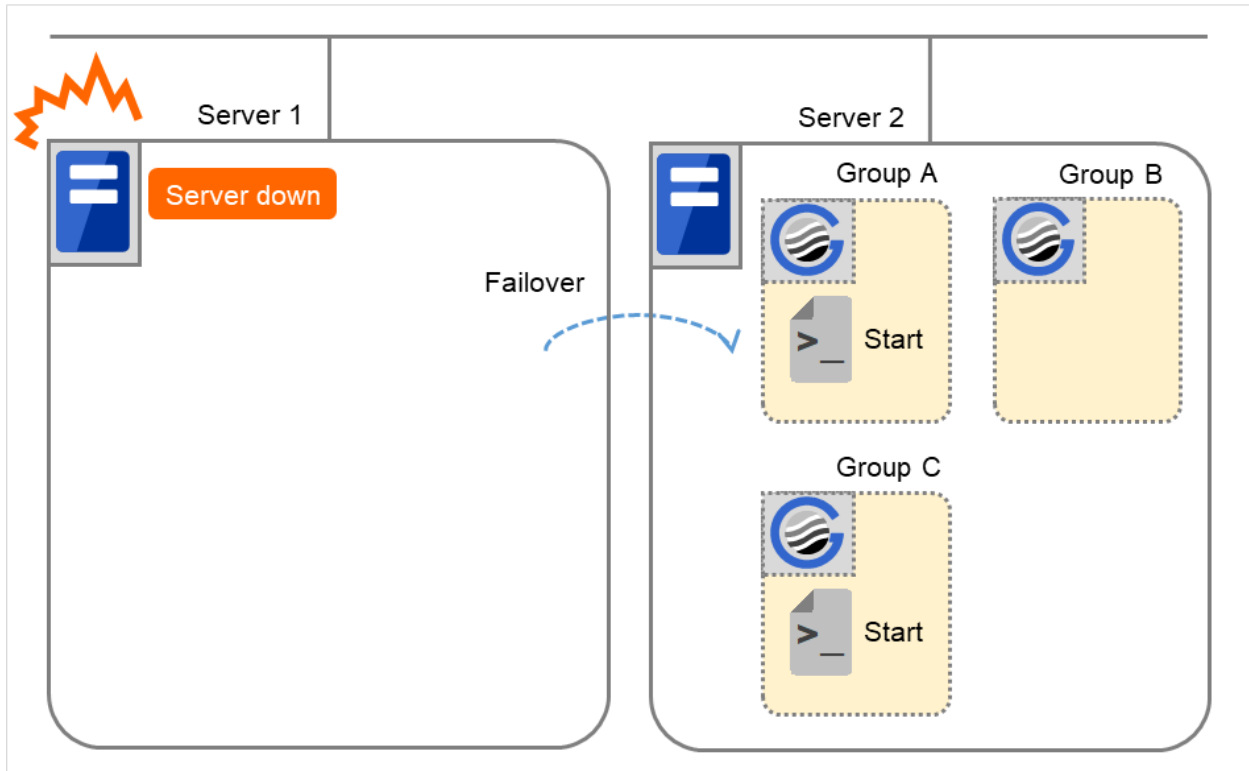 Server 1
Server 2
Server down
Group A
Group B
Failover
>_ Start
Group C
>_ Start